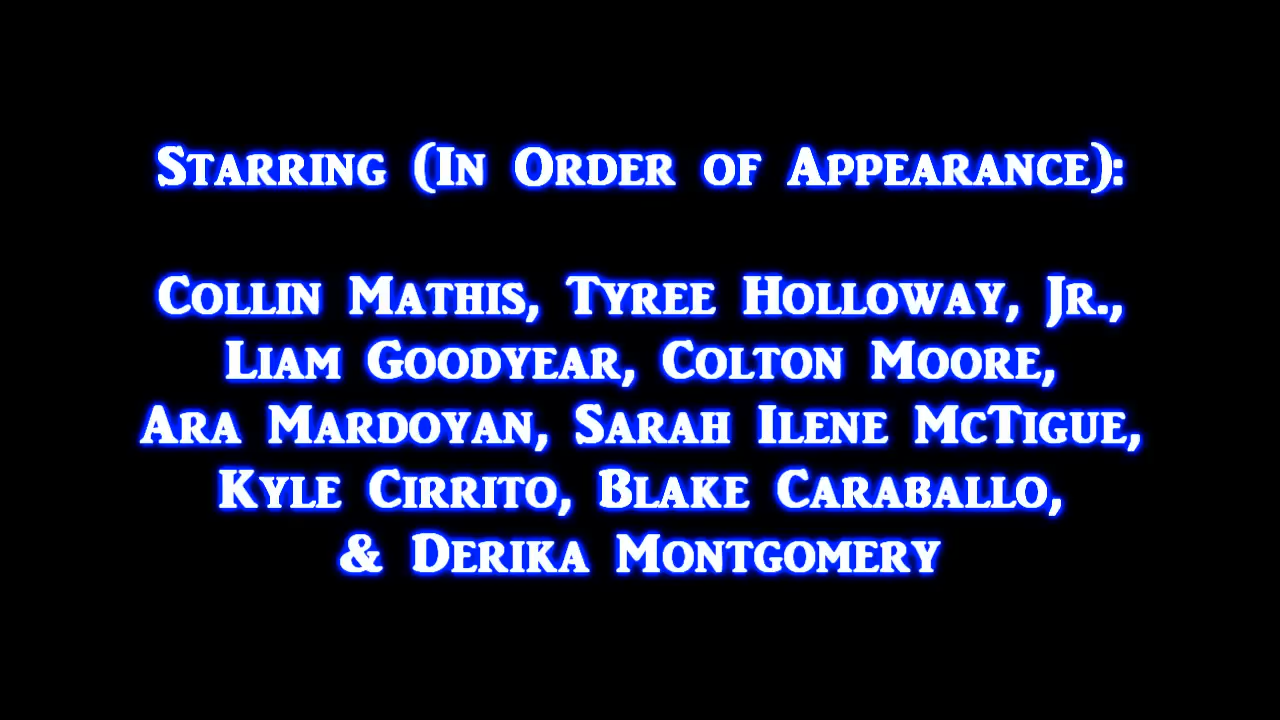 Starring (In Order of Appearance):
Collin Mathis, Tyree Holloway, Jr.,
Liam Goodyear, Colton Moore,
Ara Mardoyan, Sarah Ilene McTigue,
Kyle Cirrito, Blake Caraballo,
& Derika Montgomery